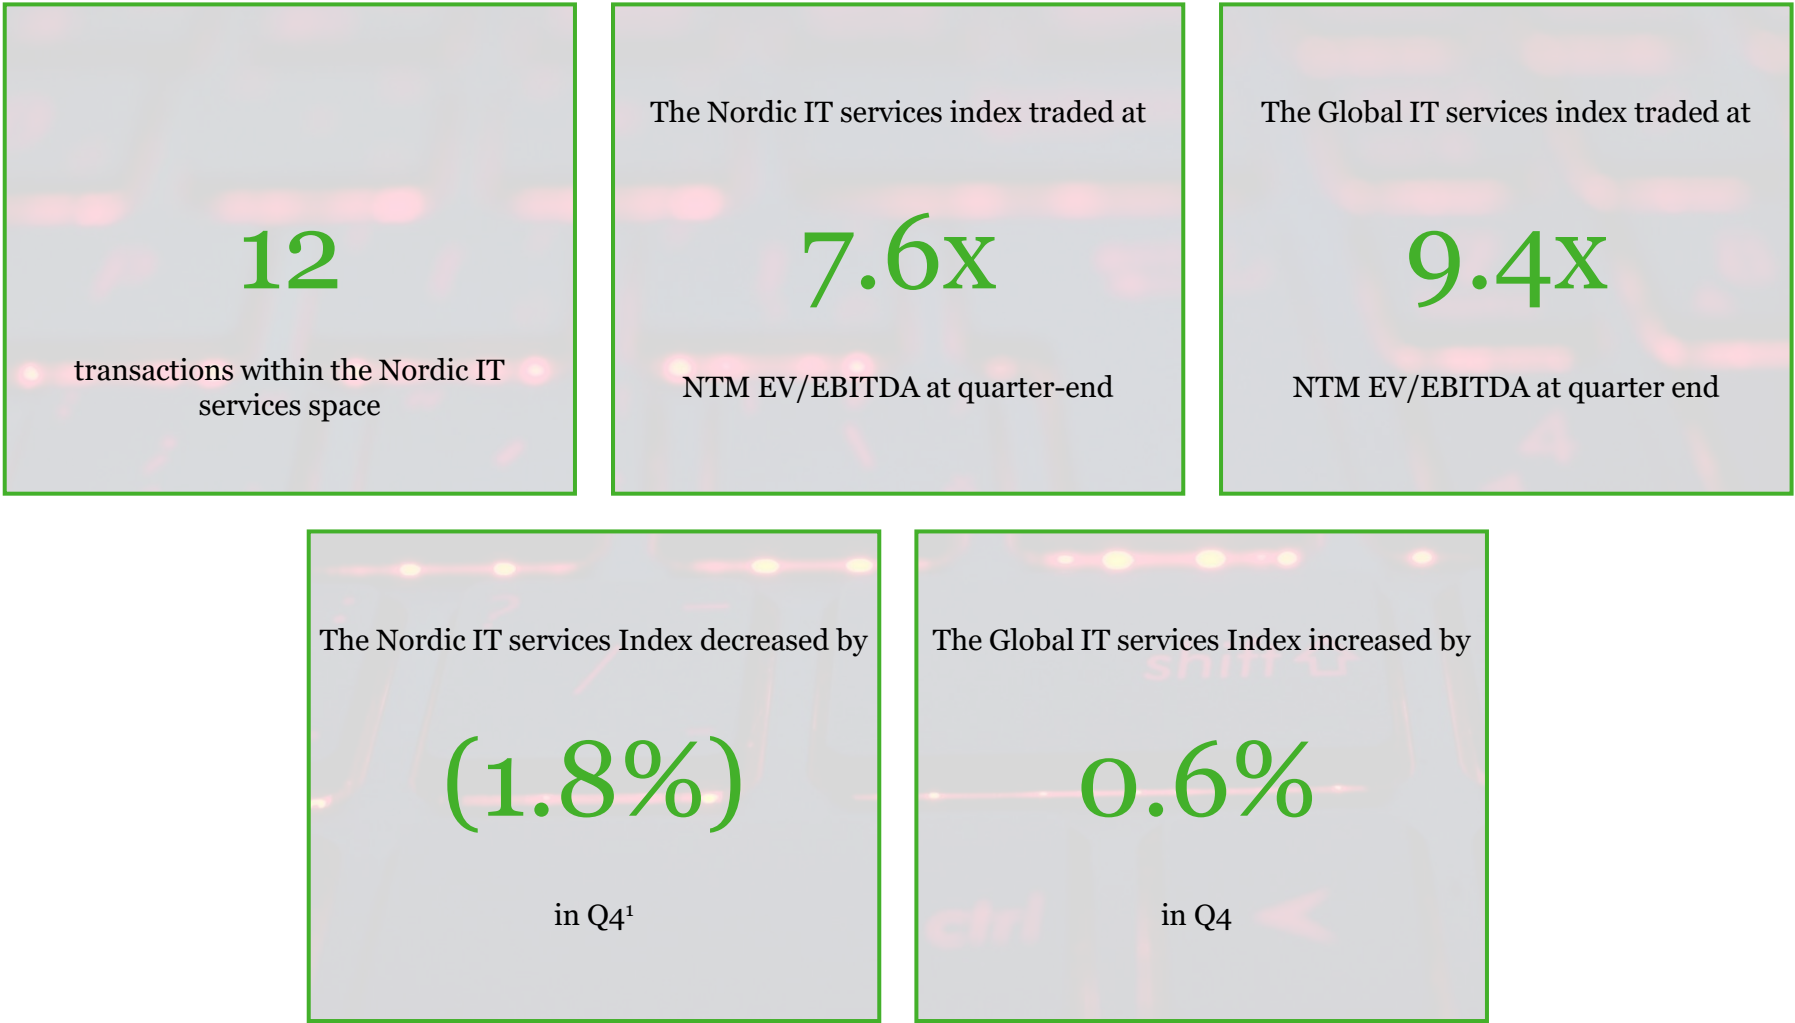 12
transactions within the Nordic IT
services space
The Nordic IT services index traded at
7.6x
NTM EV/EBITDA at quarter-end
The Global IT services index traded at
9.4x
NTM EV/EBITDA at quarter end
The Nordic IT services Index decreased by
(1.8%)
in Q4¹
The Global IT services Index increased by
shift
0.6%
in Q4
ctrl